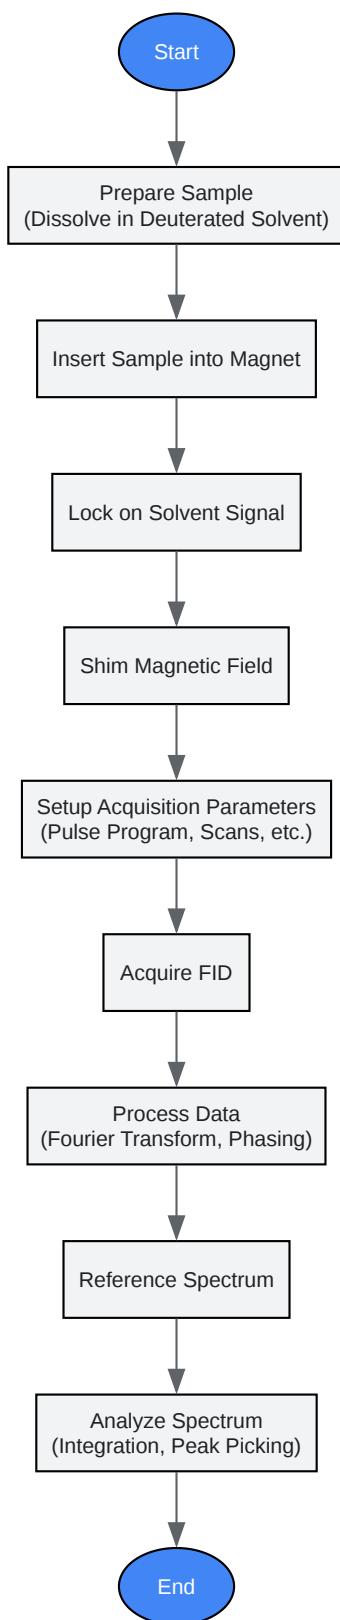 Start
Prepare Sample
(Dissolve in Deuterated Solvent)
Insert Sample into Magnet
Lock on Solvent Signal
Shim Magnetic Field
Setup Acquisition Parameters
(Pulse Program, Scans, etc.)
Acquire FID
Process Data
(Fourier Transform, Phasing)
Reference Spectrum
Analyze Spectrum
(Integration, Peak Picking)
End